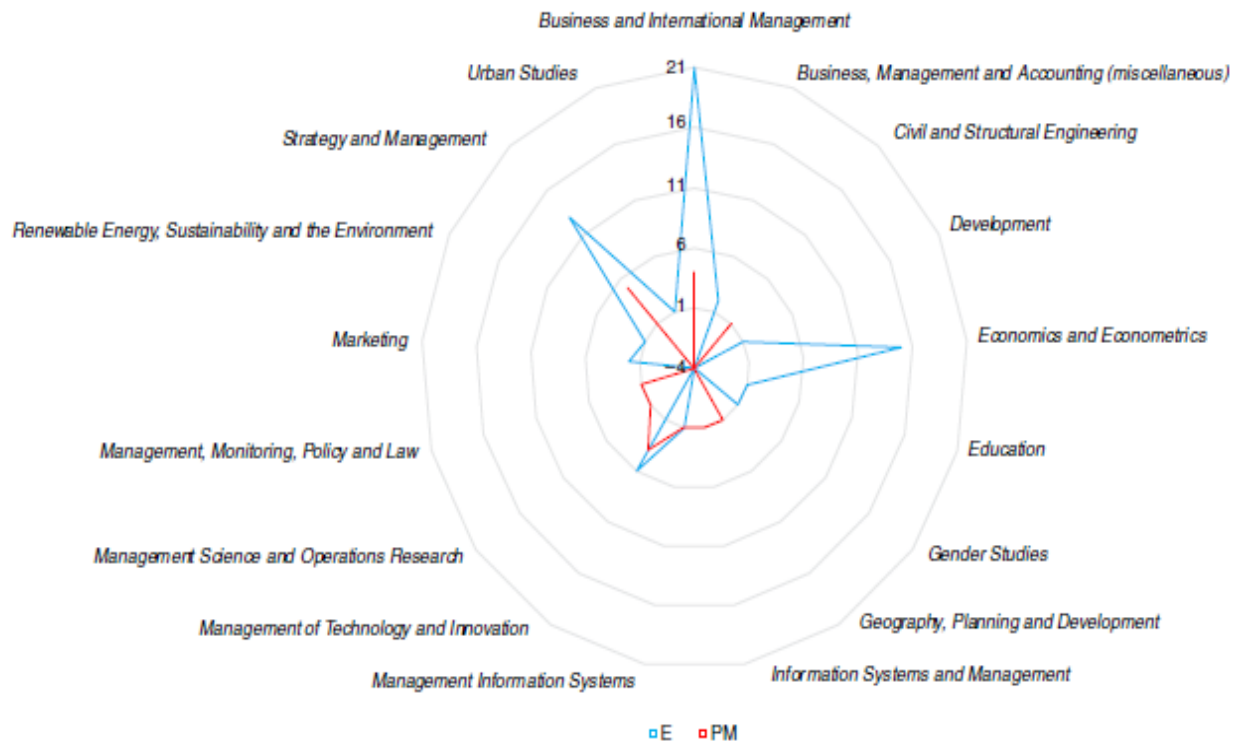 Business and International Management
Urban Studies
21
Business, Management and Accounting (miscellaneous)
Strategy and Management
16
Civil and Structural Engineering
11
Renewable Energy, Sustainability and the Environment
Development
6
1
Marketing
Economics and Econometrics
-4
Management, Monitoring, Policy and Law
Education
Management Science and Operations Research
Gender Studies
Management of Technology and Innovation
Geography, Planning and Development
Management Information Systems
Information Systems and Management
E PM